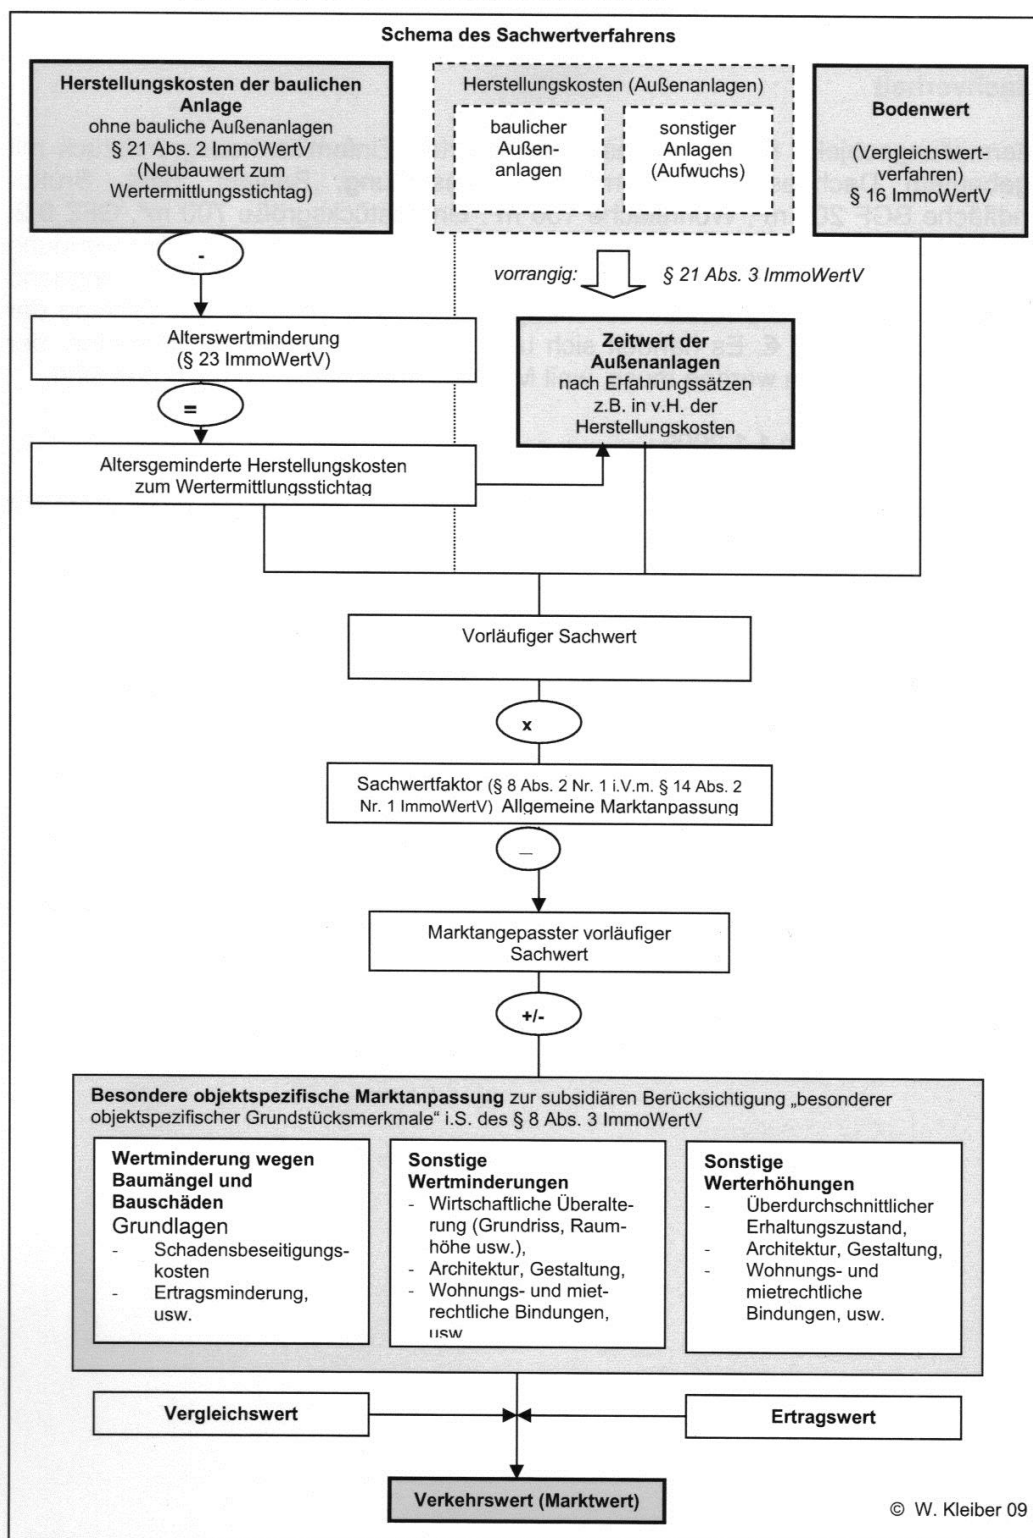 Schema des Sachwertverfahrens
Herstellungskosten der baulichen
Anlage
ohne bauliche Außenanlagen
§ 21 Abs. 2 ImmoWertV
(Neubauwert zum
Wertermittlungsstichtag)
Herstellungskosten (Außenanlagen)
baulicher
Außen-
anlagen
sonstiger
Anlagen
(Aufwuchs)
Bodenwert
(Vergleichswert-
verfahren)
§ 16 ImmoWertV
-
vorrangig:
§ 21 Abs. 3 ImmoWertV
Alterswertminderung
(§ 23 ImmoWertV)
=
Zeitwert der
Außenanlagen
nach Erfahrungssätzen
z.B. in v.H. der
Herstellungskosten
Altersgeminderte Herstellungskosten
zum Wertermittlungsstichtag
Vorläufiger Sachwert
x
Sachwertfaktor (§ 8 Abs. 2 Nr. 1 i.V.m. § 14 Abs. 2
Nr. 1 ImmoWertV) Allgemeine Marktanpassung
_
Marktangepasster vorläufiger
Sachwert
+/-
Besondere objektspezifische Marktanpassung zur subsidiären Berücksichtigung „besonderer
objektspezifischer Grundstücksmerkmale“ i.S. des § 8 Abs. 3 ImmoWertV
Wertminderung wegen
Baumängel und
Bauschäden
Grundlagen
- Schadensbeseitigungs-
kosten
- Ertragsminderung,
usw.
Sonstige
Wertminderungen
- Wirtschaftliche Überalte-
rung (Grundriss, Raum-
höhe usw.),
- Architektur, Gestaltung,
- Wohnungs- und miet-
rechtliche Bindungen,
usw
Sonstige
Werterhöhungen
- Überdurchschnittlicher
Erhaltungszustand,
- Architektur, Gestaltung,
- Wohnungs- und
mietrechtliche
Bindungen, usw.
Vergleichswert
Ertragswert
Verkehrswert (Marktwert)
© W. Kleiber 09